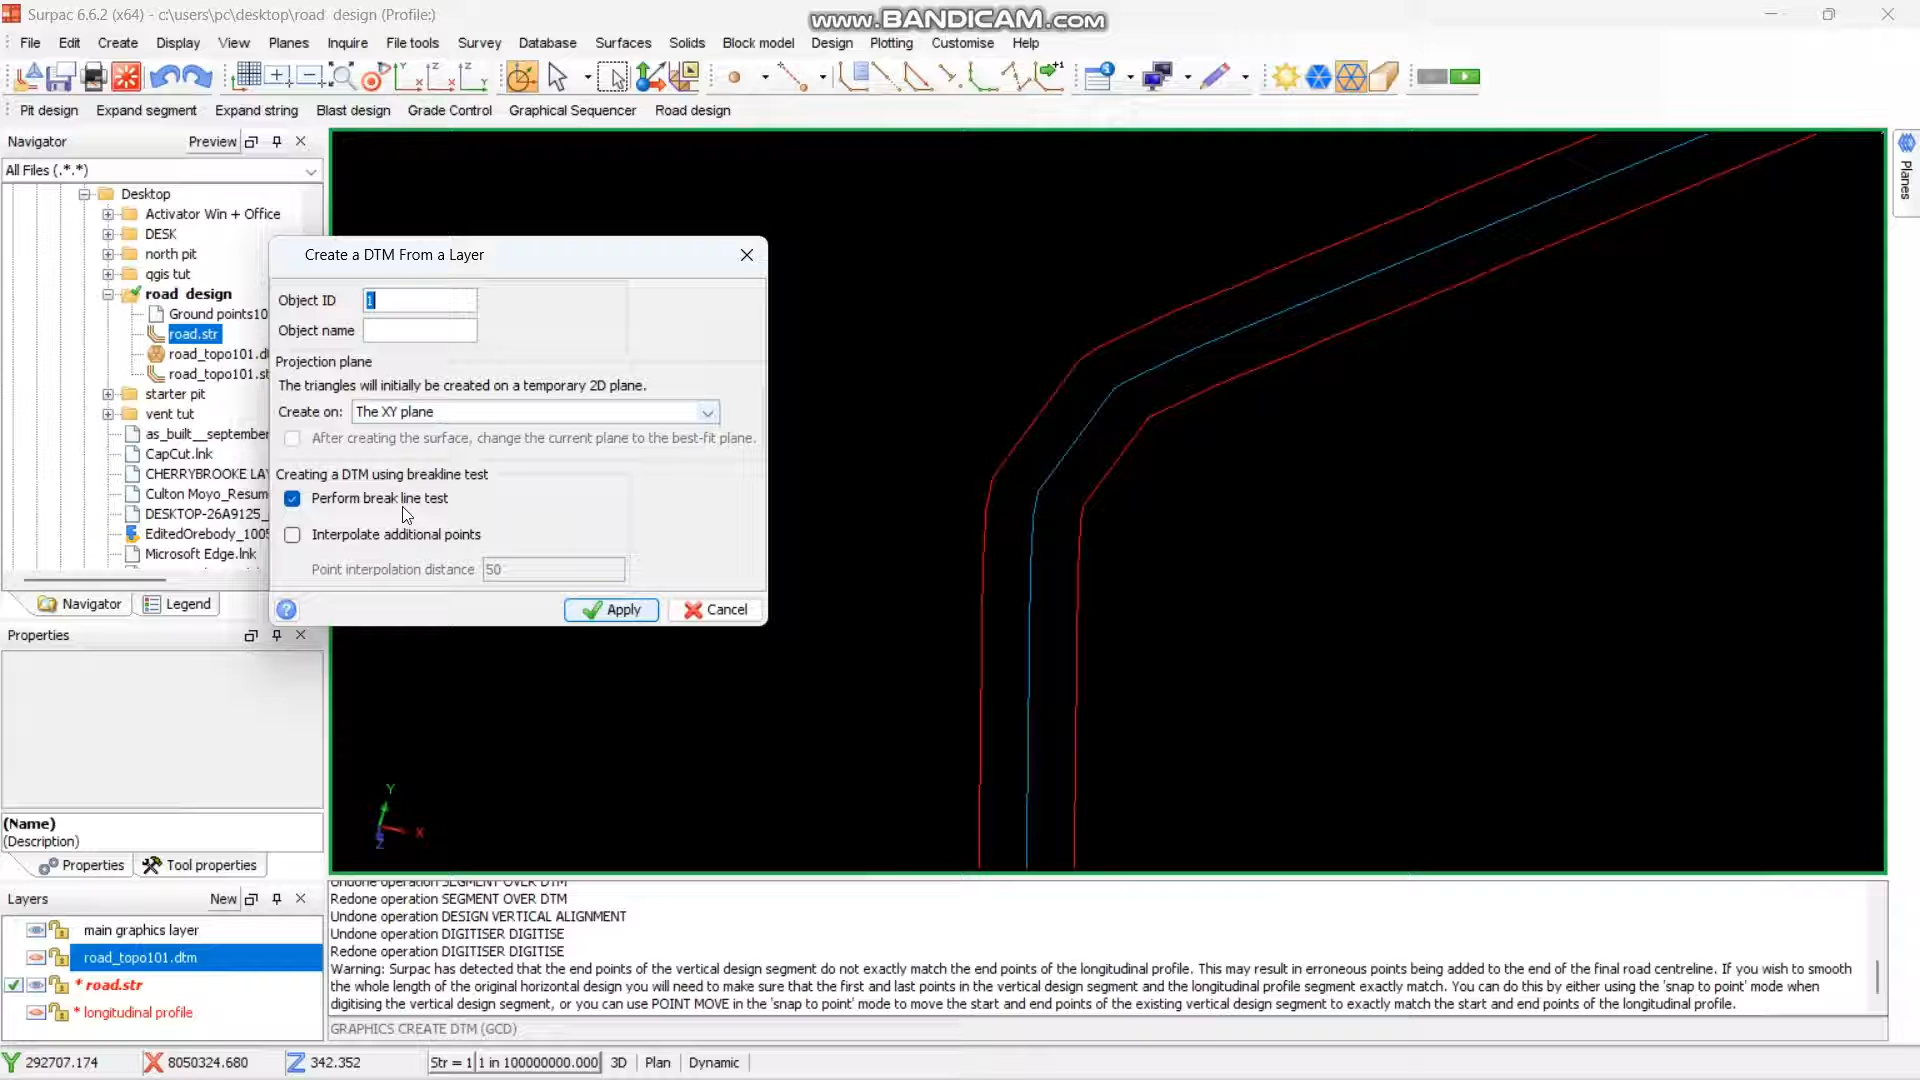 Surpac 6.6.2 (x64) - c:\users\pc\desktop\road design (Profile:)
www.BANDICAM.COM
File Edit Create Display View Planes Inquire File tools Survey Database Surfaces Solids Block model Design Plotting Customise Help
Pit design Expand segment Expand string Blast design Grade Control Graphical Sequencer Road design
Navigator Preview
All Files (*.*)
Desktop
Activator Win + Office
DESK
north pit
qgis tut
road design
Ground points10
road.str
road_topo101.d
road_topo101.s
starter pit
vent tut
as_built__september
CapCut.lnk
CHERRYBROOKE LA
Culton Moyo_Resum
DESKTOP-26A9125_
EditedOrebody_1005
Microsoft Edge.lnk
Navigator Legend
Create a DTM From a Layer
Object ID 1
Object name
Projection plane
The triangles will initially be created on a temporary 2D plane.
Create on: The XY plane
After creating the surface, change the current plane to the best-fit plane.
Creating a DTM using breakline test
Perform break line test
Interpolate additional points
Point interpolation distance 50
Apply Cancel
Planes
Y
X
Z
Properties
(Name)
(Description)
Properties Tool properties
Layers New
main graphics layer
road_topo101.dtm
* road.str
* longitudinal profile
Undone operation SEGMENT OVER DTM
Redone operation SEGMENT OVER DTM
Undone operation DESIGN VERTICAL ALIGNMENT
Undone operation DIGITISER DIGITISE
Redone operation DIGITISER DIGITISE
Warning: Surpac has detected that the end points of the vertical design segment do not exactly match the end points of the longitudinal profile. This may result in erroneous points being added to the end of the final road centreline. If you wish to smooth
the whole length of the original horizontal design you will need to make sure that the first and last points in the vertical design segment and the longitudinal profile segment exactly match. You can do this by either using the 'snap to point' mode when
digitising the vertical design segment, or you can use POINT MOVE in the 'snap to point' mode to move the start and end points of the existing vertical design segment to exactly match the start and end points of the longitudinal profile.
GRAPHICS CREATE DTM (GCD)
Y 292707.174 X 8050324.680 Z 342.352 Str = 1 1 in 100000000.000 3D Plan Dynamic